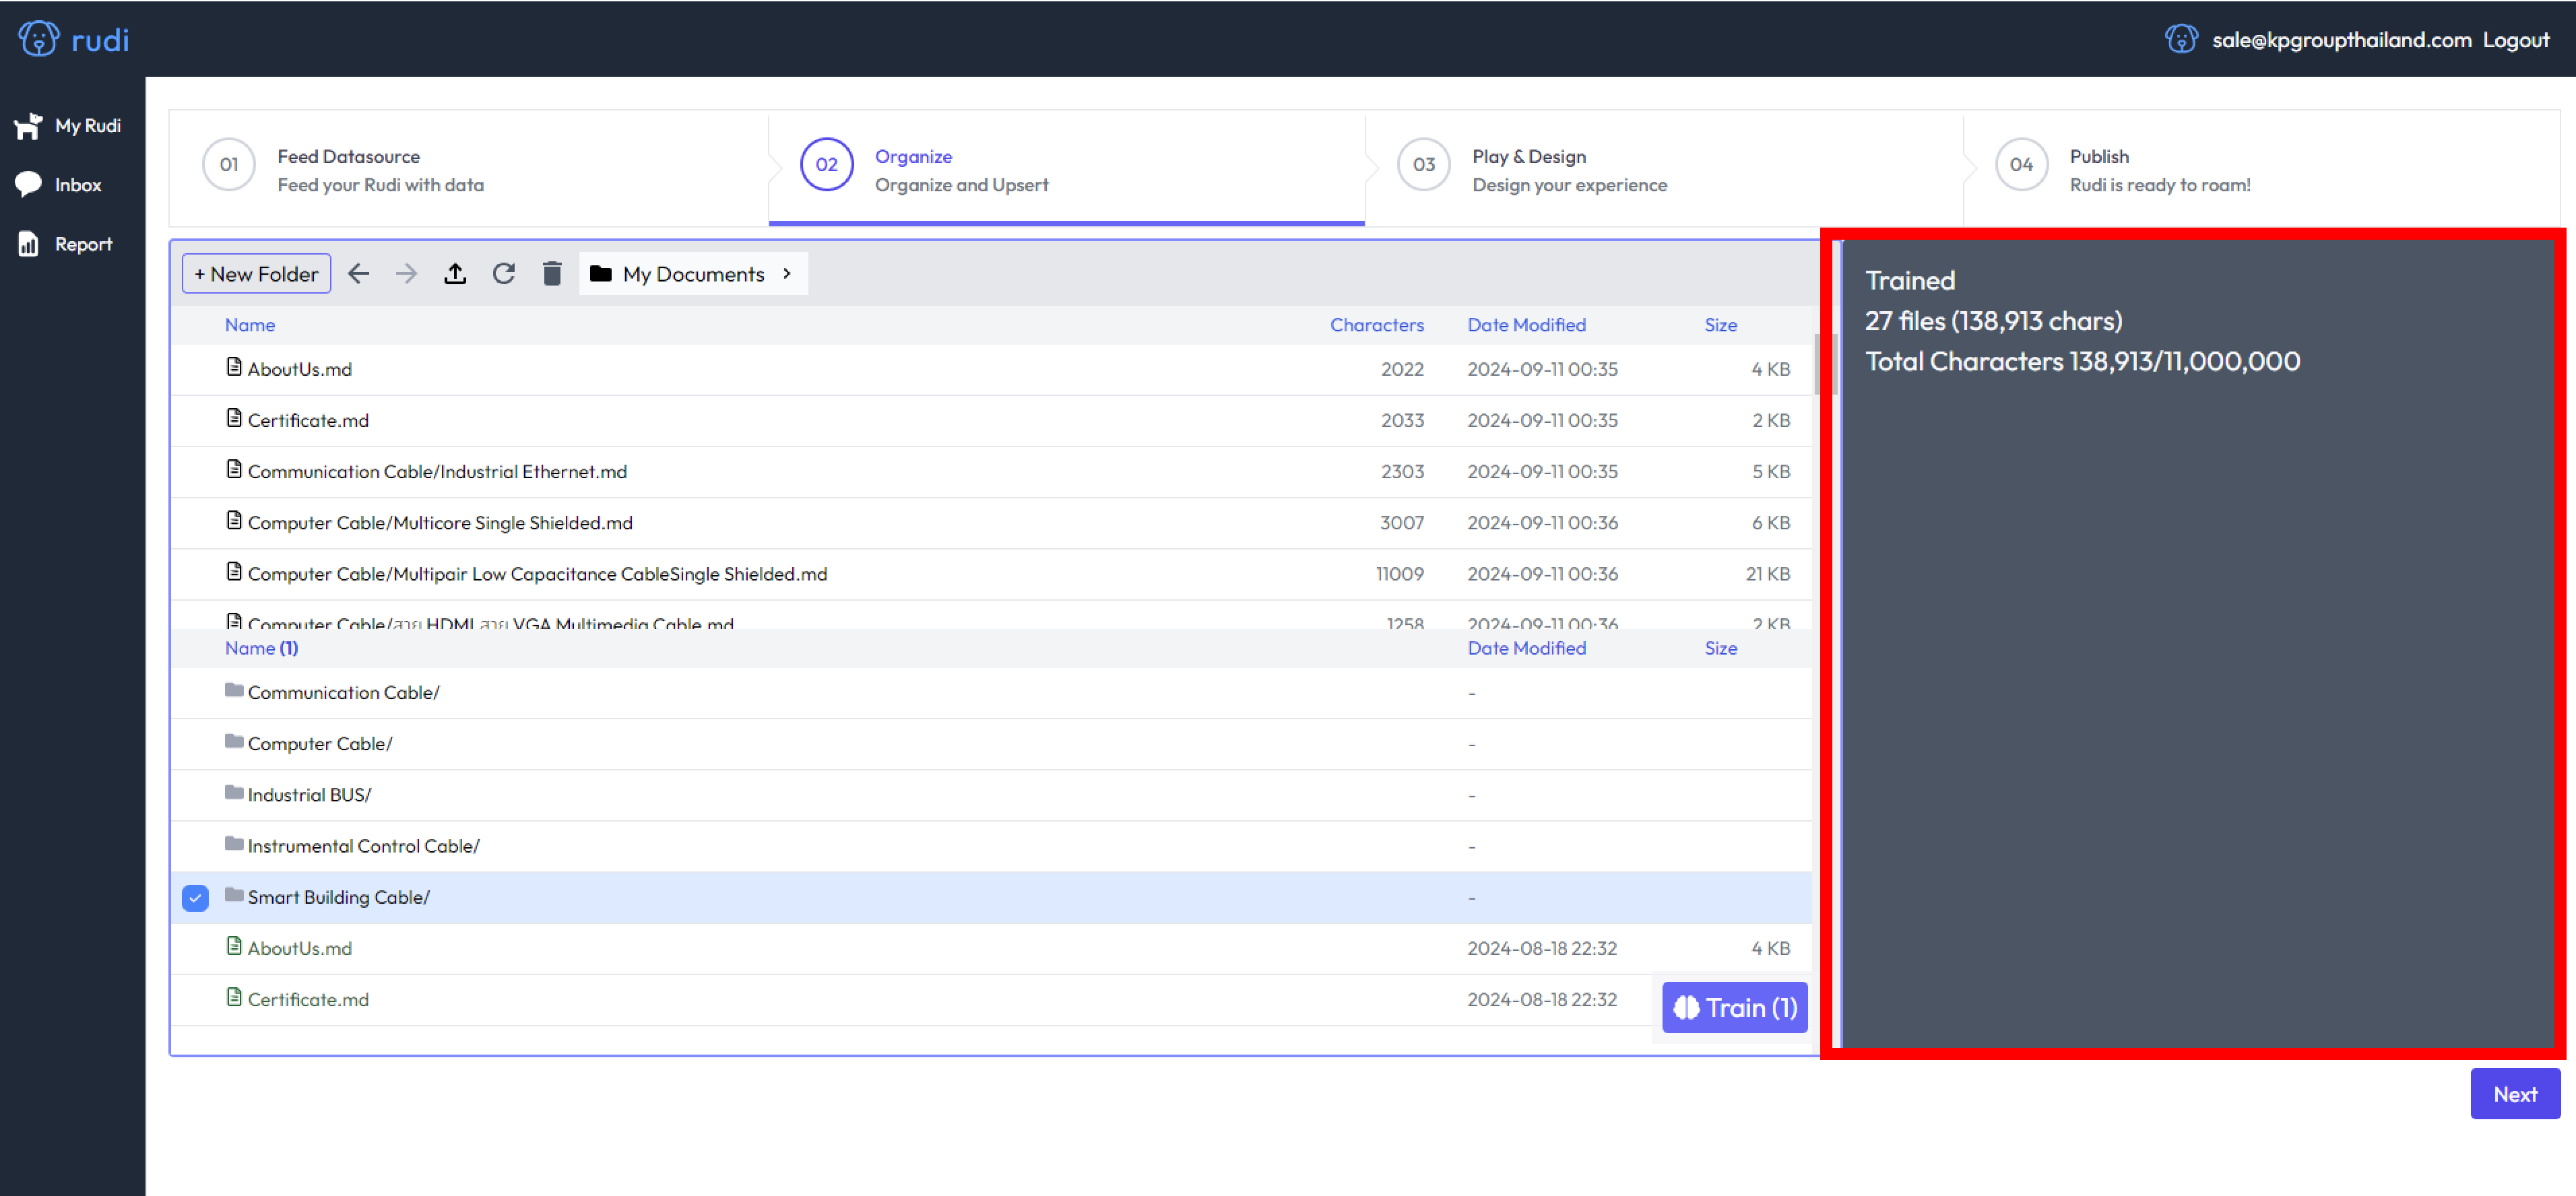 rudi
sale@kpgroupthailand.com Logout
My Rudi
Inbox
Report
01 Feed Datasource
Feed your Rudi with data
02 Organize
Organize and Upsert
03 Play & Design
Design your experience
04 Publish
Rudi is ready to roam!
+ New Folder My Documents
Name Characters Date Modified Size
AboutUs.md 2022 2024-09-11 00:35 4 KB
Certificate.md 2033 2024-09-11 00:35 2 KB
Communication Cable/Industrial Ethernet.md 2303 2024-09-11 00:35 5 KB
Computer Cable/Multicore Single Shielded.md 3007 2024-09-11 00:36 6 KB
Computer Cable/Multipair Low Capacitance CableSingle Shielded.md 11009 2024-09-11 00:36 21 KB
Computer Cable/สาย HDMI สาย VGA Multimedia Cable.md 1258 2024-09-11 00:36 2 KB
Name (1) Date Modified Size
Communication Cable/ -
Computer Cable/ -
Industrial BUS/ -
Instrumental Control Cable/ -
Smart Building Cable/ -
AboutUs.md 2024-08-18 22:32 4 KB
Certificate.md 2024-08-18 22:32
Train (1)
Trained
27 files (138,913 chars)
Total Characters 138,913/11,000,000
Next